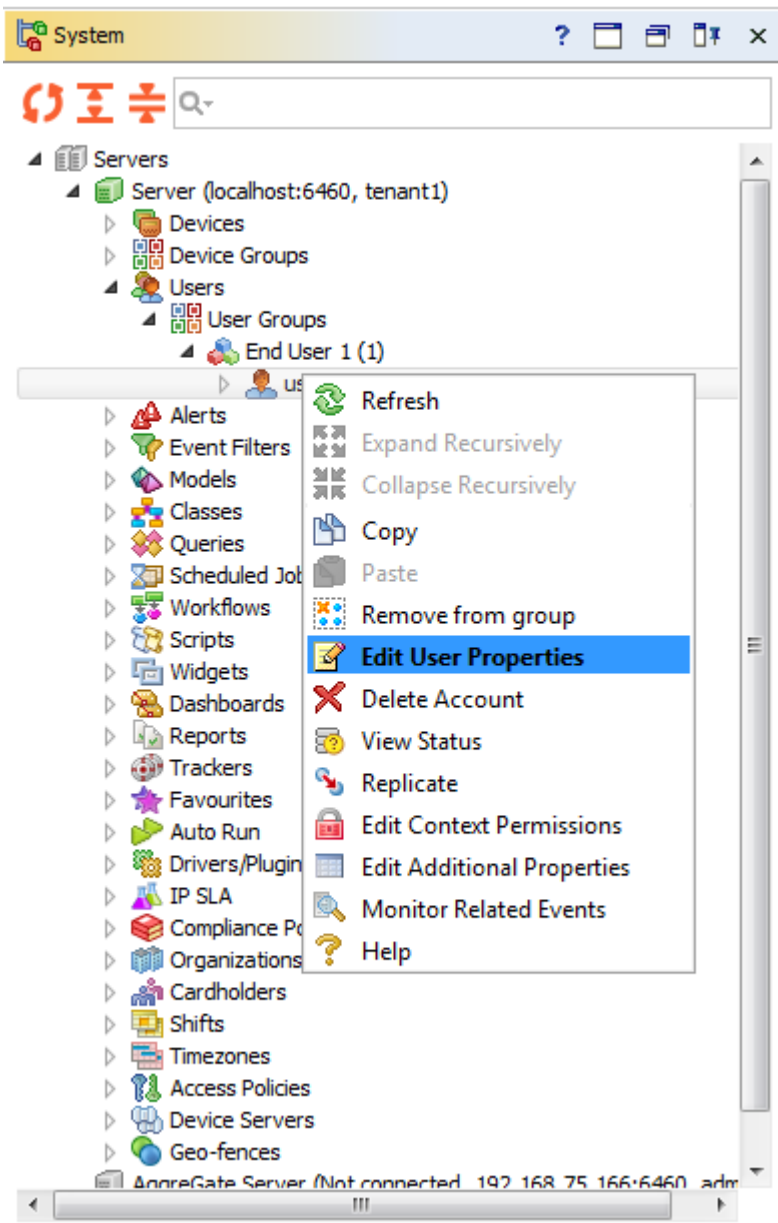 System
Servers
Server (localhost:6460, tenant1)
Devices
Device Groups
Users
User Groups
End User 1 (1)
us
Alerts
Event Filters
Models
Classes
Queries
Scheduled Job
Workflows
Scripts
Widgets
Dashboards
Reports
Trackers
Favourites
Auto Run
Drivers/Plugin
IP SLA
Compliance Po
Organizations
Cardholders
Shifts
Timezones
Access Policies
Device Servers
Geo-fences
AggreGate Server (Not connected, 192.168.75.166:6460, adm
Refresh
Expand Recursively
Collapse Recursively
Copy
Paste
Remove from group
Edit User Properties
Delete Account
View Status
Replicate
Edit Context Permissions
Edit Additional Properties
Monitor Related Events
Help